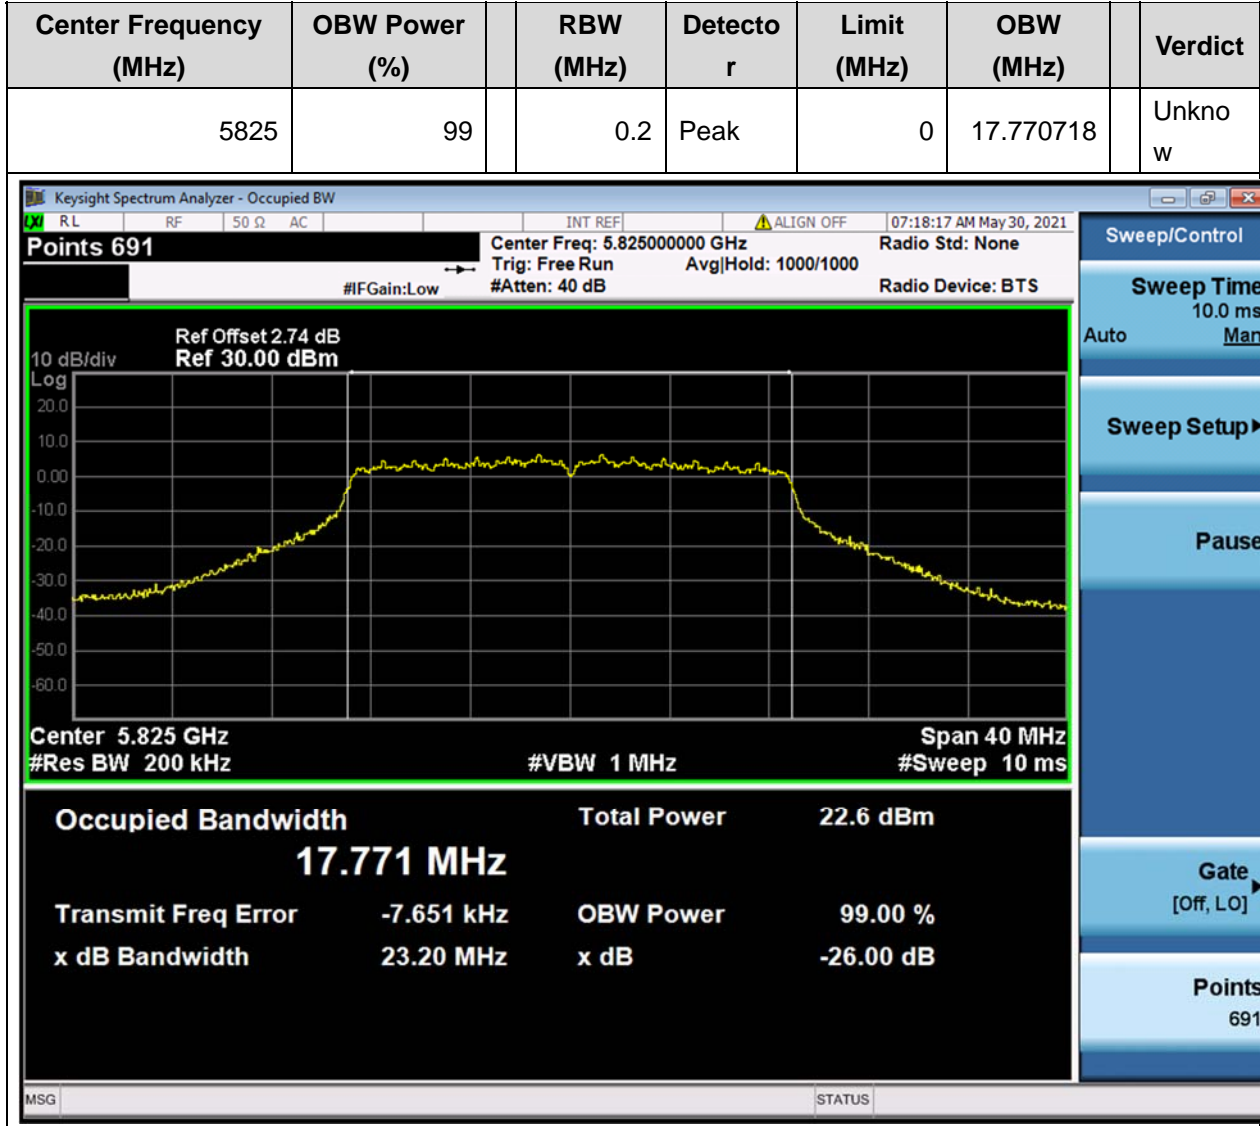 Center Frequency (MHz) OBW Power (%) RBW (MHz) Detecto r Limit (MHz) OBW (MHz) Verdict
5825 99 0.2 Peak 0 17.770718 Unkno w
Keysight Spectrum Analyzer - Occupied BW
LXI RL RF 50 Ω AC INT REF ALIGN OFF 07:18:17 AM May 30, 2021
Points 691
Center Freq: 5.825000000 GHz Radio Std: None
Trig: Free Run Avg|Hold: 1000/1000
#IFGain:Low #Atten: 40 dB Radio Device: BTS
Ref Offset 2.74 dB
10 dB/div Ref 30.00 dBm
Log
20.0
10.0
0.00
-10.0
-20.0
-30.0
-40.0
-50.0
-60.0
Center 5.825 GHz Span 40 MHz
#Res BW 200 kHz #VBW 1 MHz #Sweep 10 ms
Occupied Bandwidth Total Power 22.6 dBm
17.771 MHz
Transmit Freq Error -7.651 kHz OBW Power 99.00 %
x dB Bandwidth 23.20 MHz x dB -26.00 dB
MSG STATUS
Sweep/Control
Sweep Time
10.0 ms
Auto Man
Sweep Setup
Pause
Gate
[Off, LO]
Points
691